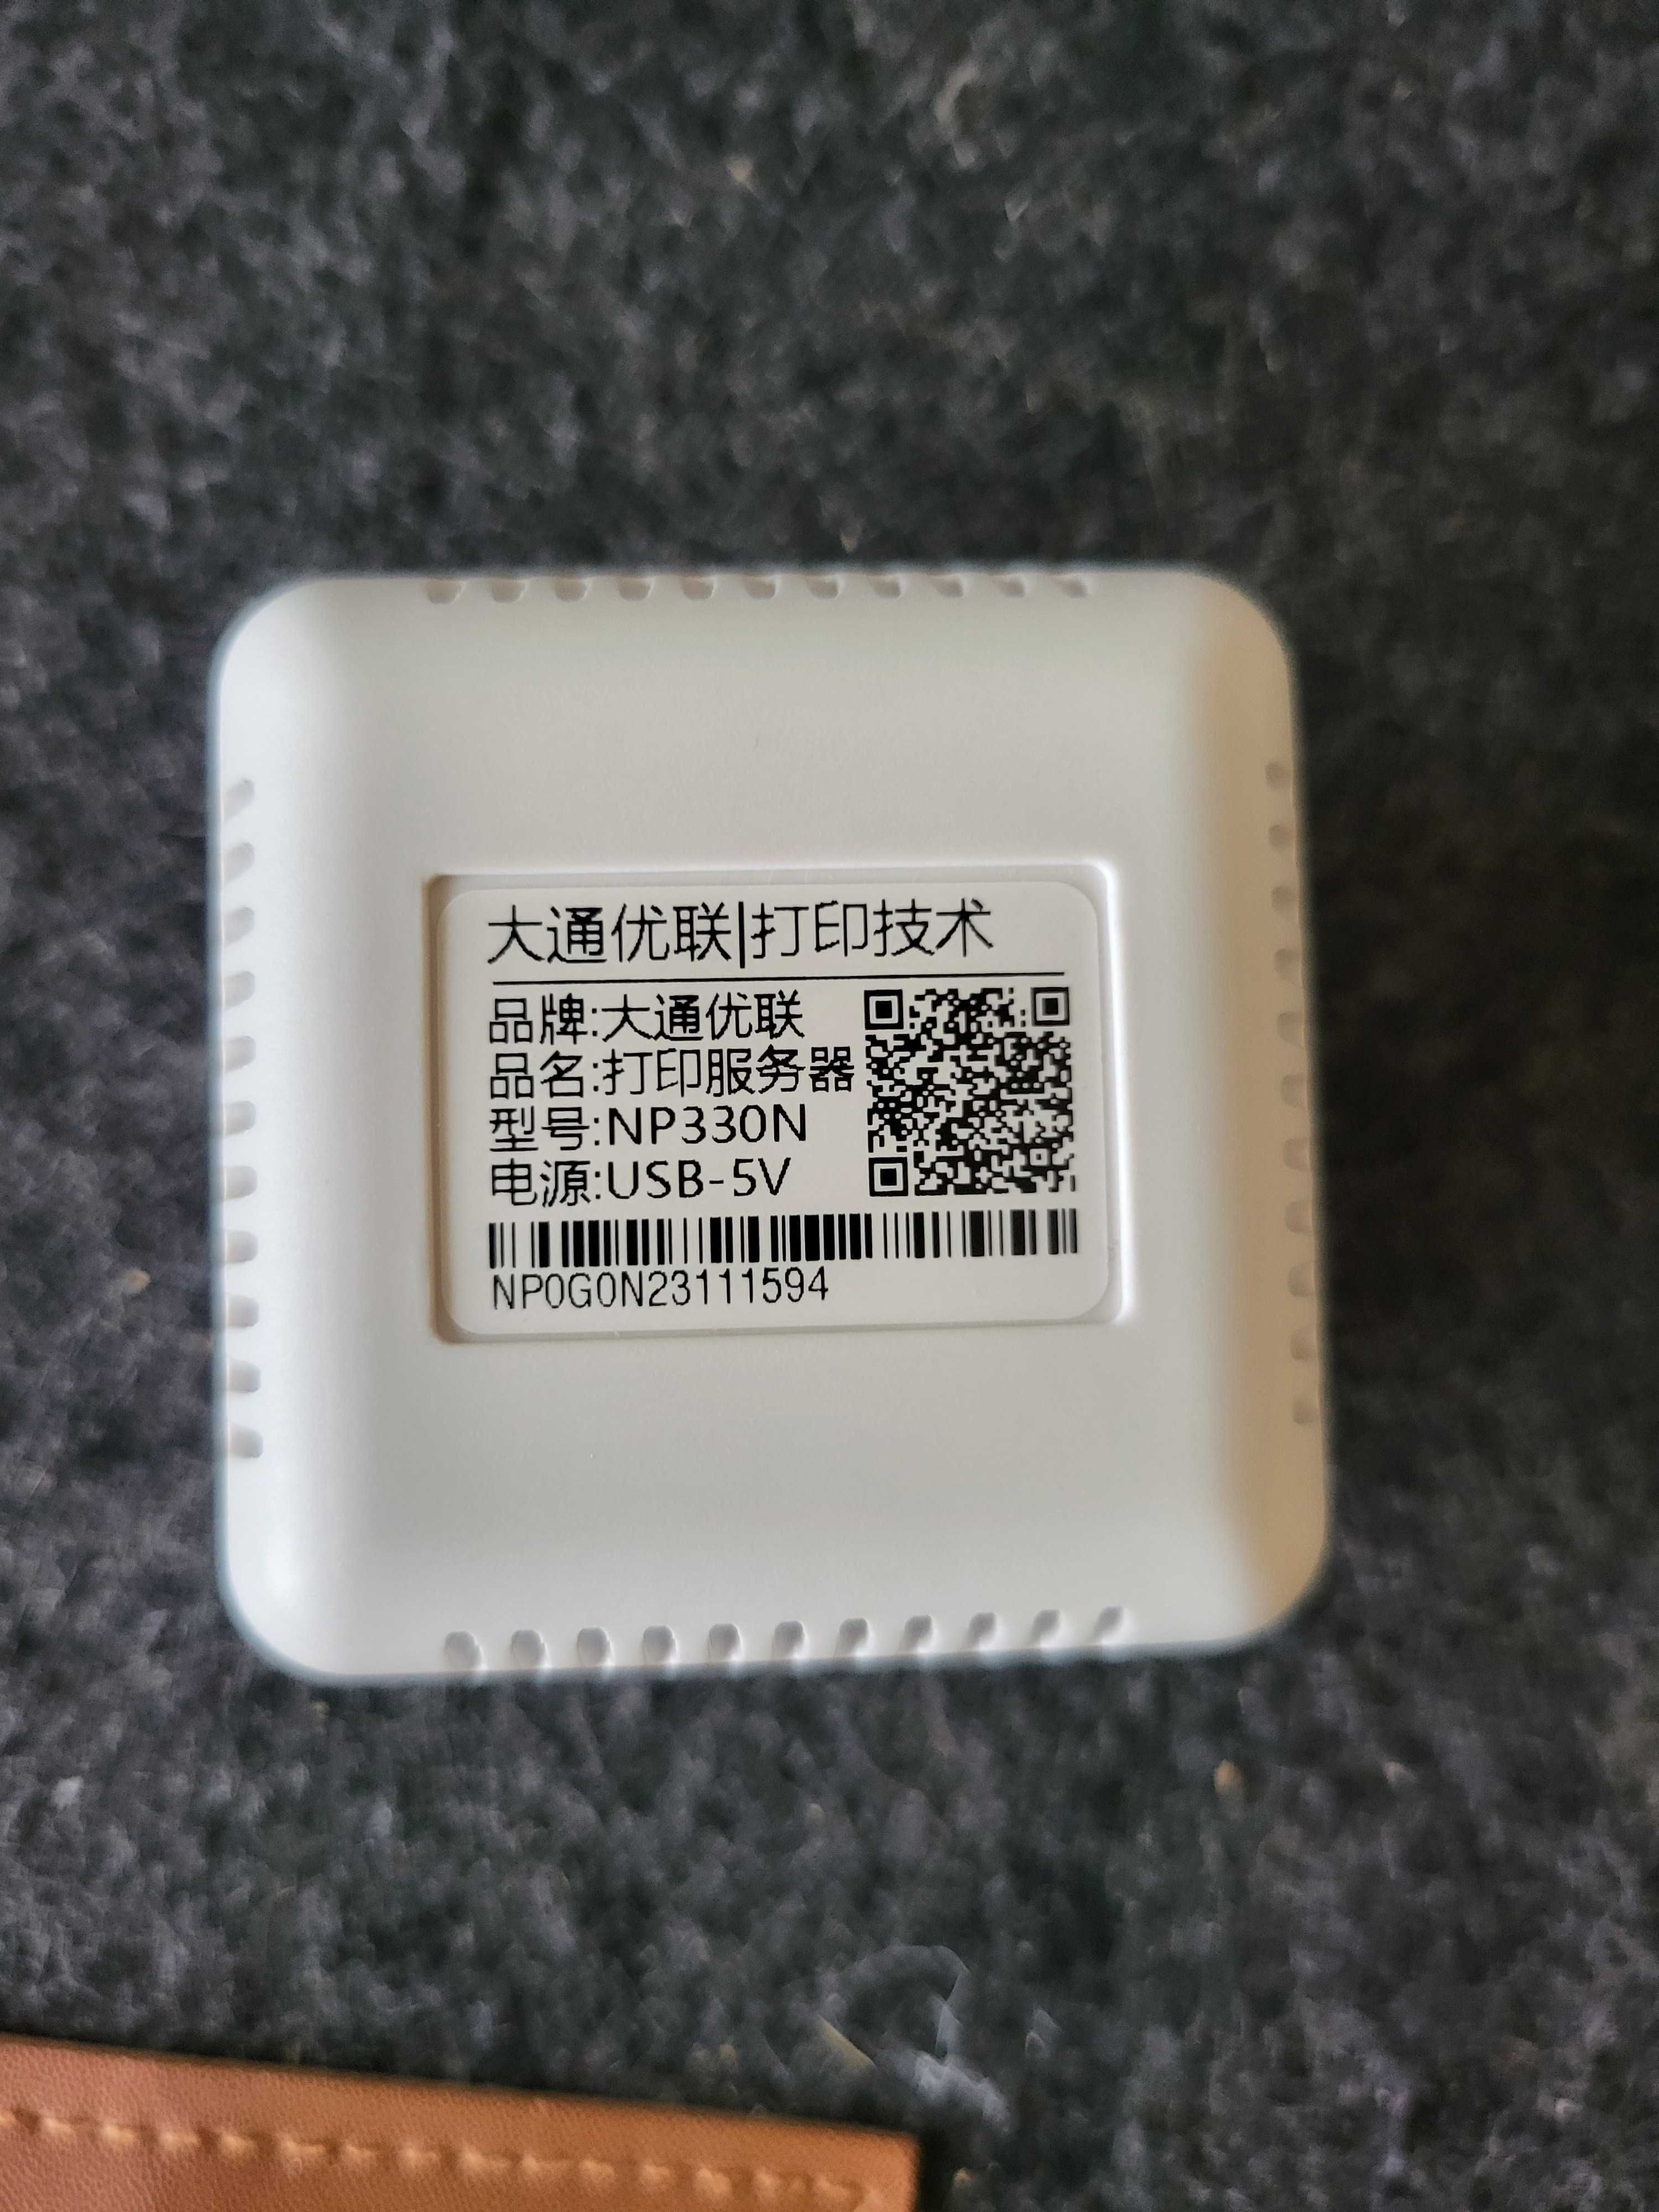 大通优联|打印技术
品牌:大通优联
品名:打印服务器
型号:NP330N
电源:USB-5V
NP0G0N23111594